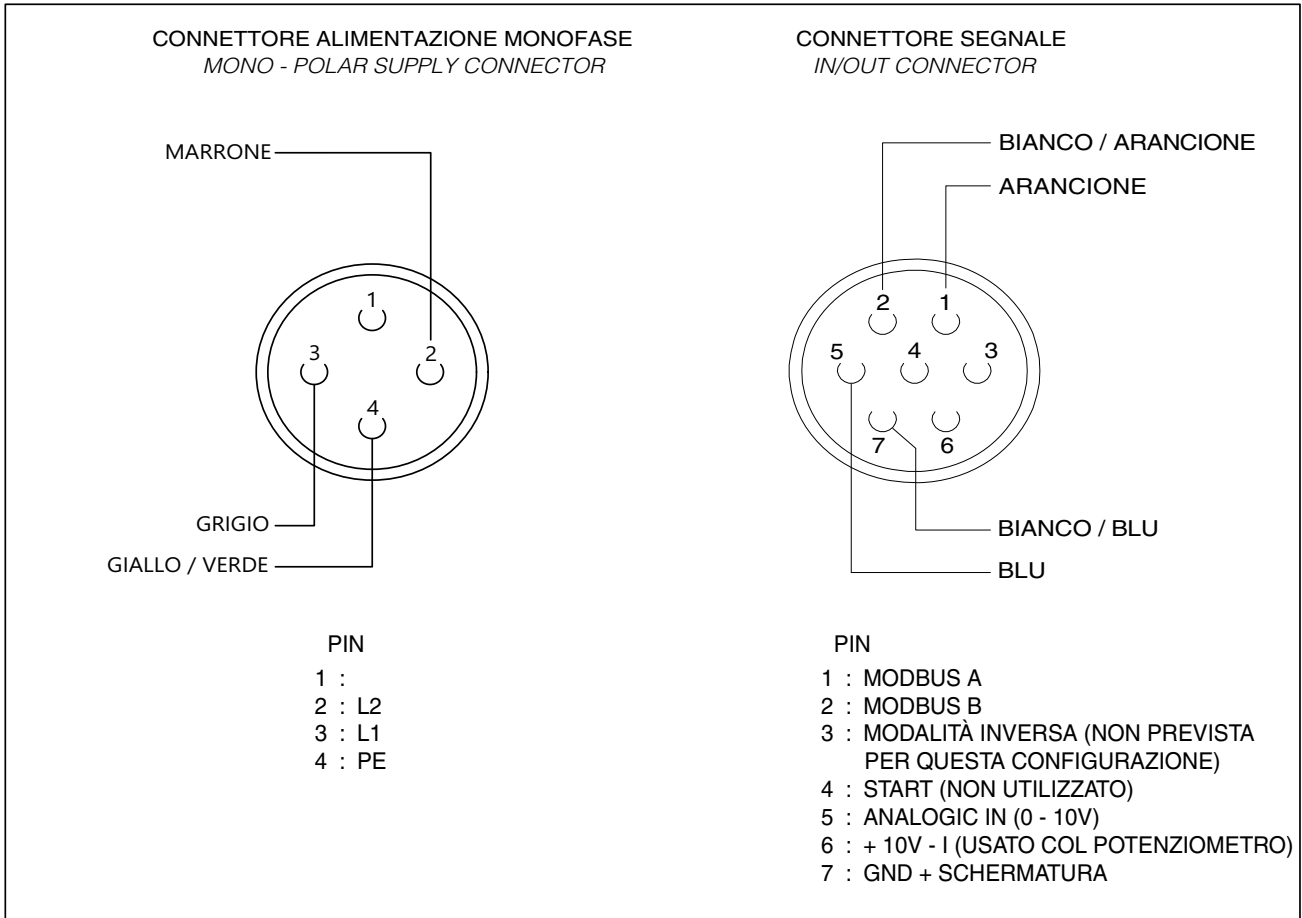 CONNETTORE ALIMENTAZIONE MONOFASE
MONO - POLAR SUPPLY CONNECTOR
MARRONE
1
3
2
4
GRIGIO
GIALLO / VERDE
PIN
1 :
2 : L2
3 : L1
4 : PE
CONNETTORE SEGNALE
IN/OUT CONNECTOR
BIANCO / ARANCIONE
ARANCIONE
2
1
5
4
3
7
6
BIANCO / BLU
BLU
PIN
1 : MODBUS A
2 : MODBUS B
3 : MODALITÀ INVERSA (NON PREVISTA
PER QUESTA CONFIGURAZIONE)
4 : START (NON UTILIZZATO)
5 : ANALOGIC IN (0 - 10V)
6 : + 10V - I (USATO COL POTENZIOMETRO)
7 : GND + SCHERMATURA